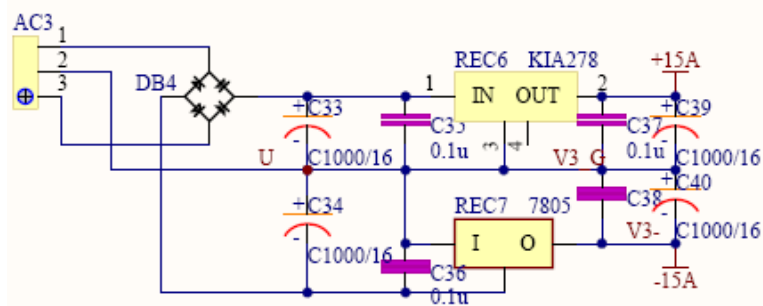 AC3
1
2
3
DB4
REC6 KIA278
1 IN OUT 2
3
4
+15A
+C33
-
C1000/16
C35
0.1u
C37
0.1u
+C39
-
C1000/16
U
V3 G
+C34
-
C1000/16
C36
0.1u
REC7 7805
I O
C38
+C40
-
C1000/16
V3-
-15A